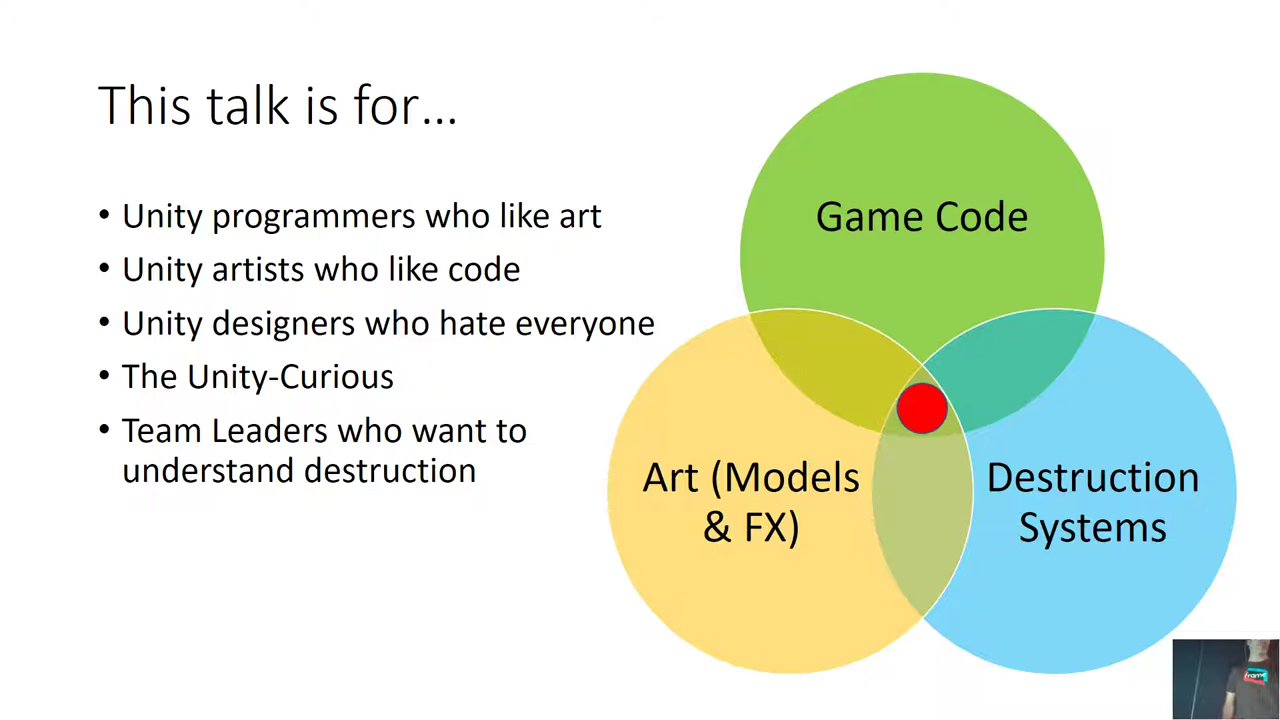 This talk is for...
• Unity programmers who like art
• Unity artists who like code
• Unity designers who hate everyone
• The Unity-Curious
• Team Leaders who want to
understand destruction
Game Code
Art (Models
& FX)
Destruction
Systems
frame